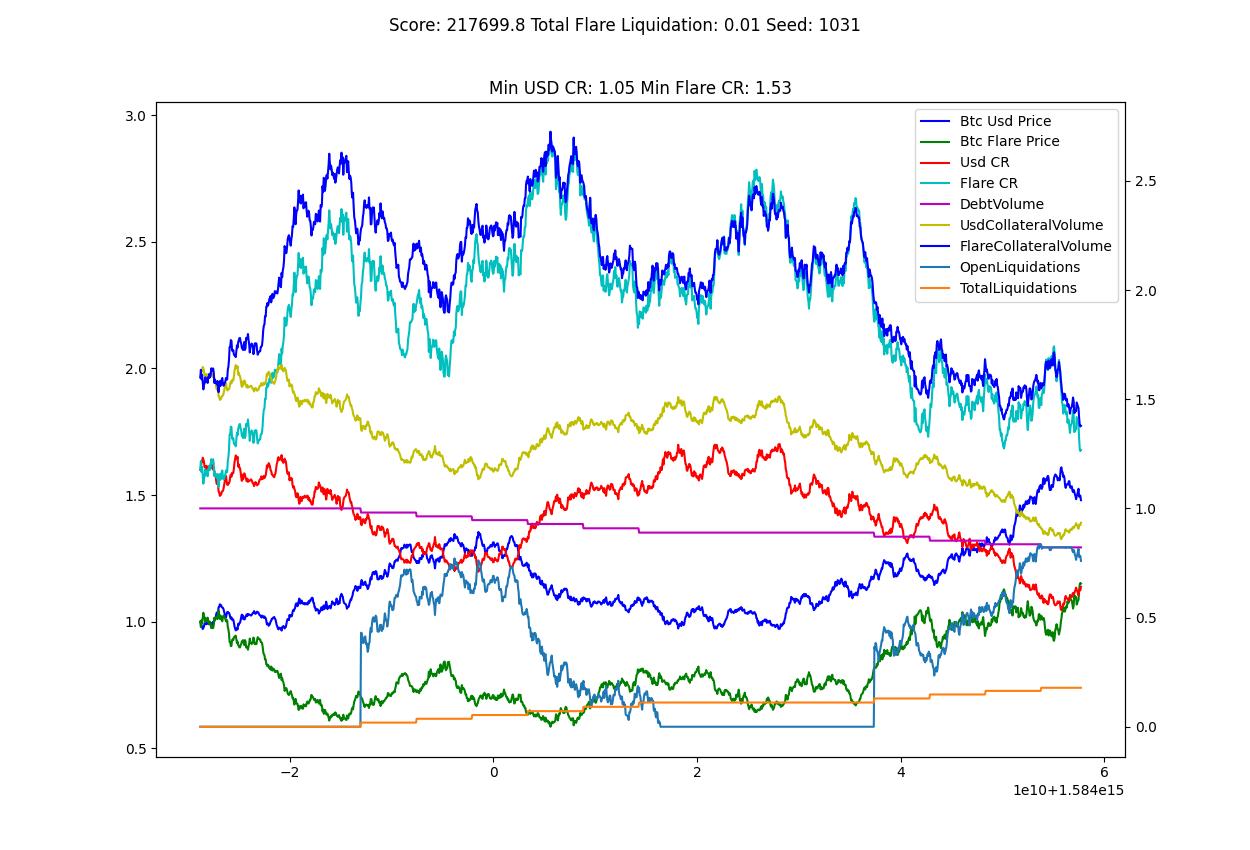 Score: 217699.8 Total Flare Liquidation: 0.01 Seed: 1031
Min USD CR: 1.05 Min Flare CR: 1.53
3.0
2.5
2.0
1.5
1.0
0.5
Btc Usd Price
Btc Flare Price
Usd CR
Flare CR
DebtVolume
UsdCollateralVolume
FlareCollateralVolume
OpenLiquidations
TotalLiquidations
2.5
2.0
1.5
1.0
0.5
0.0
−2 0 2 4 6
1e10+1.584e15